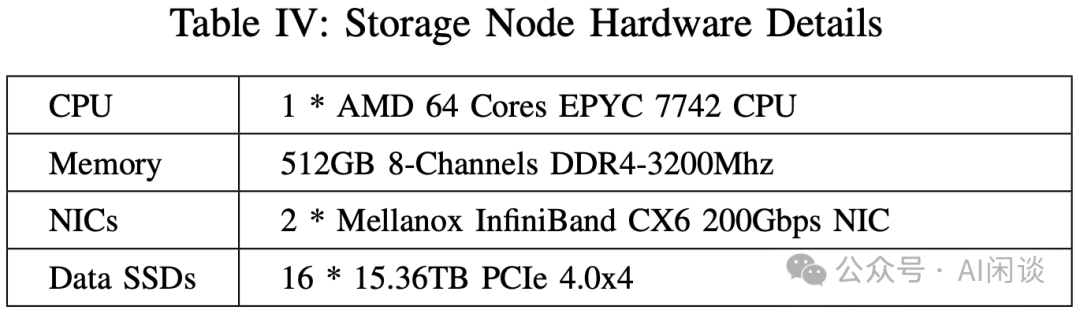 Table IV: Storage Node Hardware Details
CPU 1 * AMD 64 Cores EPYC 7742 CPU
Memory 512GB 8-Channels DDR4-3200Mhz
NICs 2 * Mellanox InfiniBand CX6 200Gbps NIC
Data SSDs 16 * 15.36TB PCIe 4.0x4
公众号 · AI闲谈